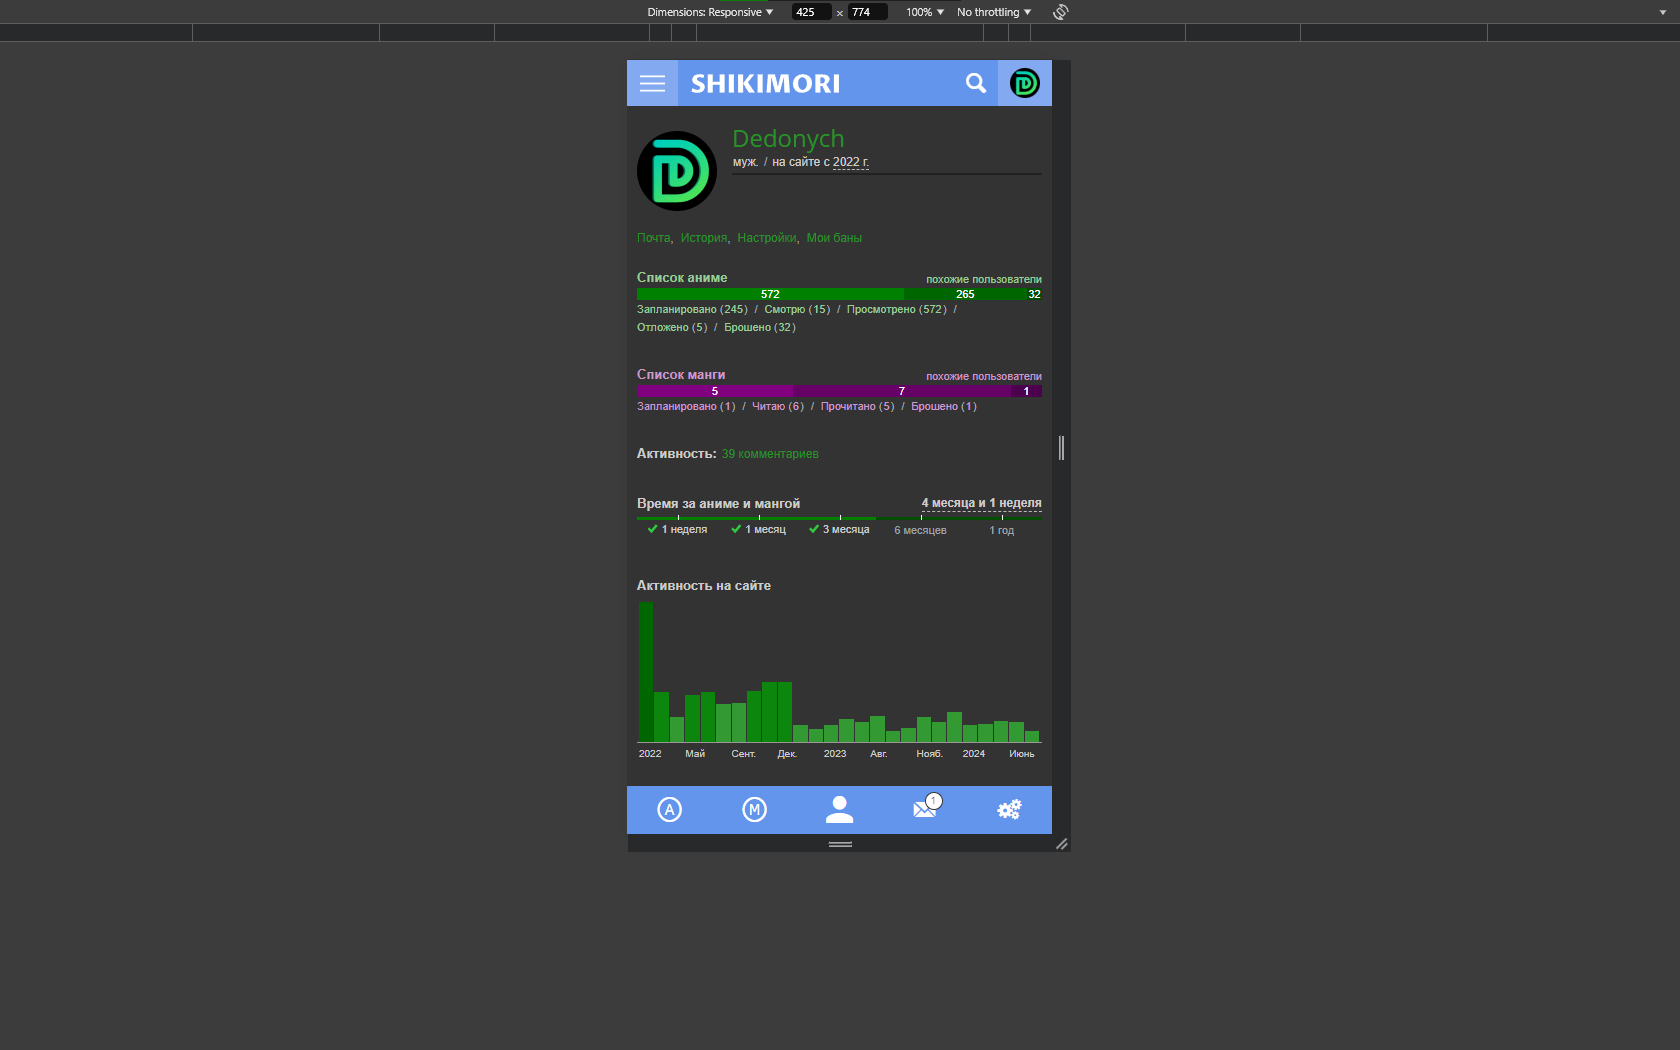 Dimensions: Responsive 425 × 774 100% No throttling
SHIKIMORI
Dedonych
муж. / на сайте с 2022 г.
Почта, История, Настройки, Мои баны
Список аниме похожие пользователи
572 265 32
Запланировано (245) / Смотрю (15) / Просмотрено (572) /
Отложено (5) / Брошено (32)
Список манги похожие пользователи
5 7 1
Запланировано (1) / Читаю (6) / Прочитано (5) / Брошено (1)
Активность: 39 комментариев
Время за аниме и мангой 4 месяца и 1 неделя
1 неделя 1 месяц 3 месяца 6 месяцев 1 год
Активность на сайте
2022 Май Сент. Дек. 2023 Авг. Нояб. 2024 Июнь
A M 1